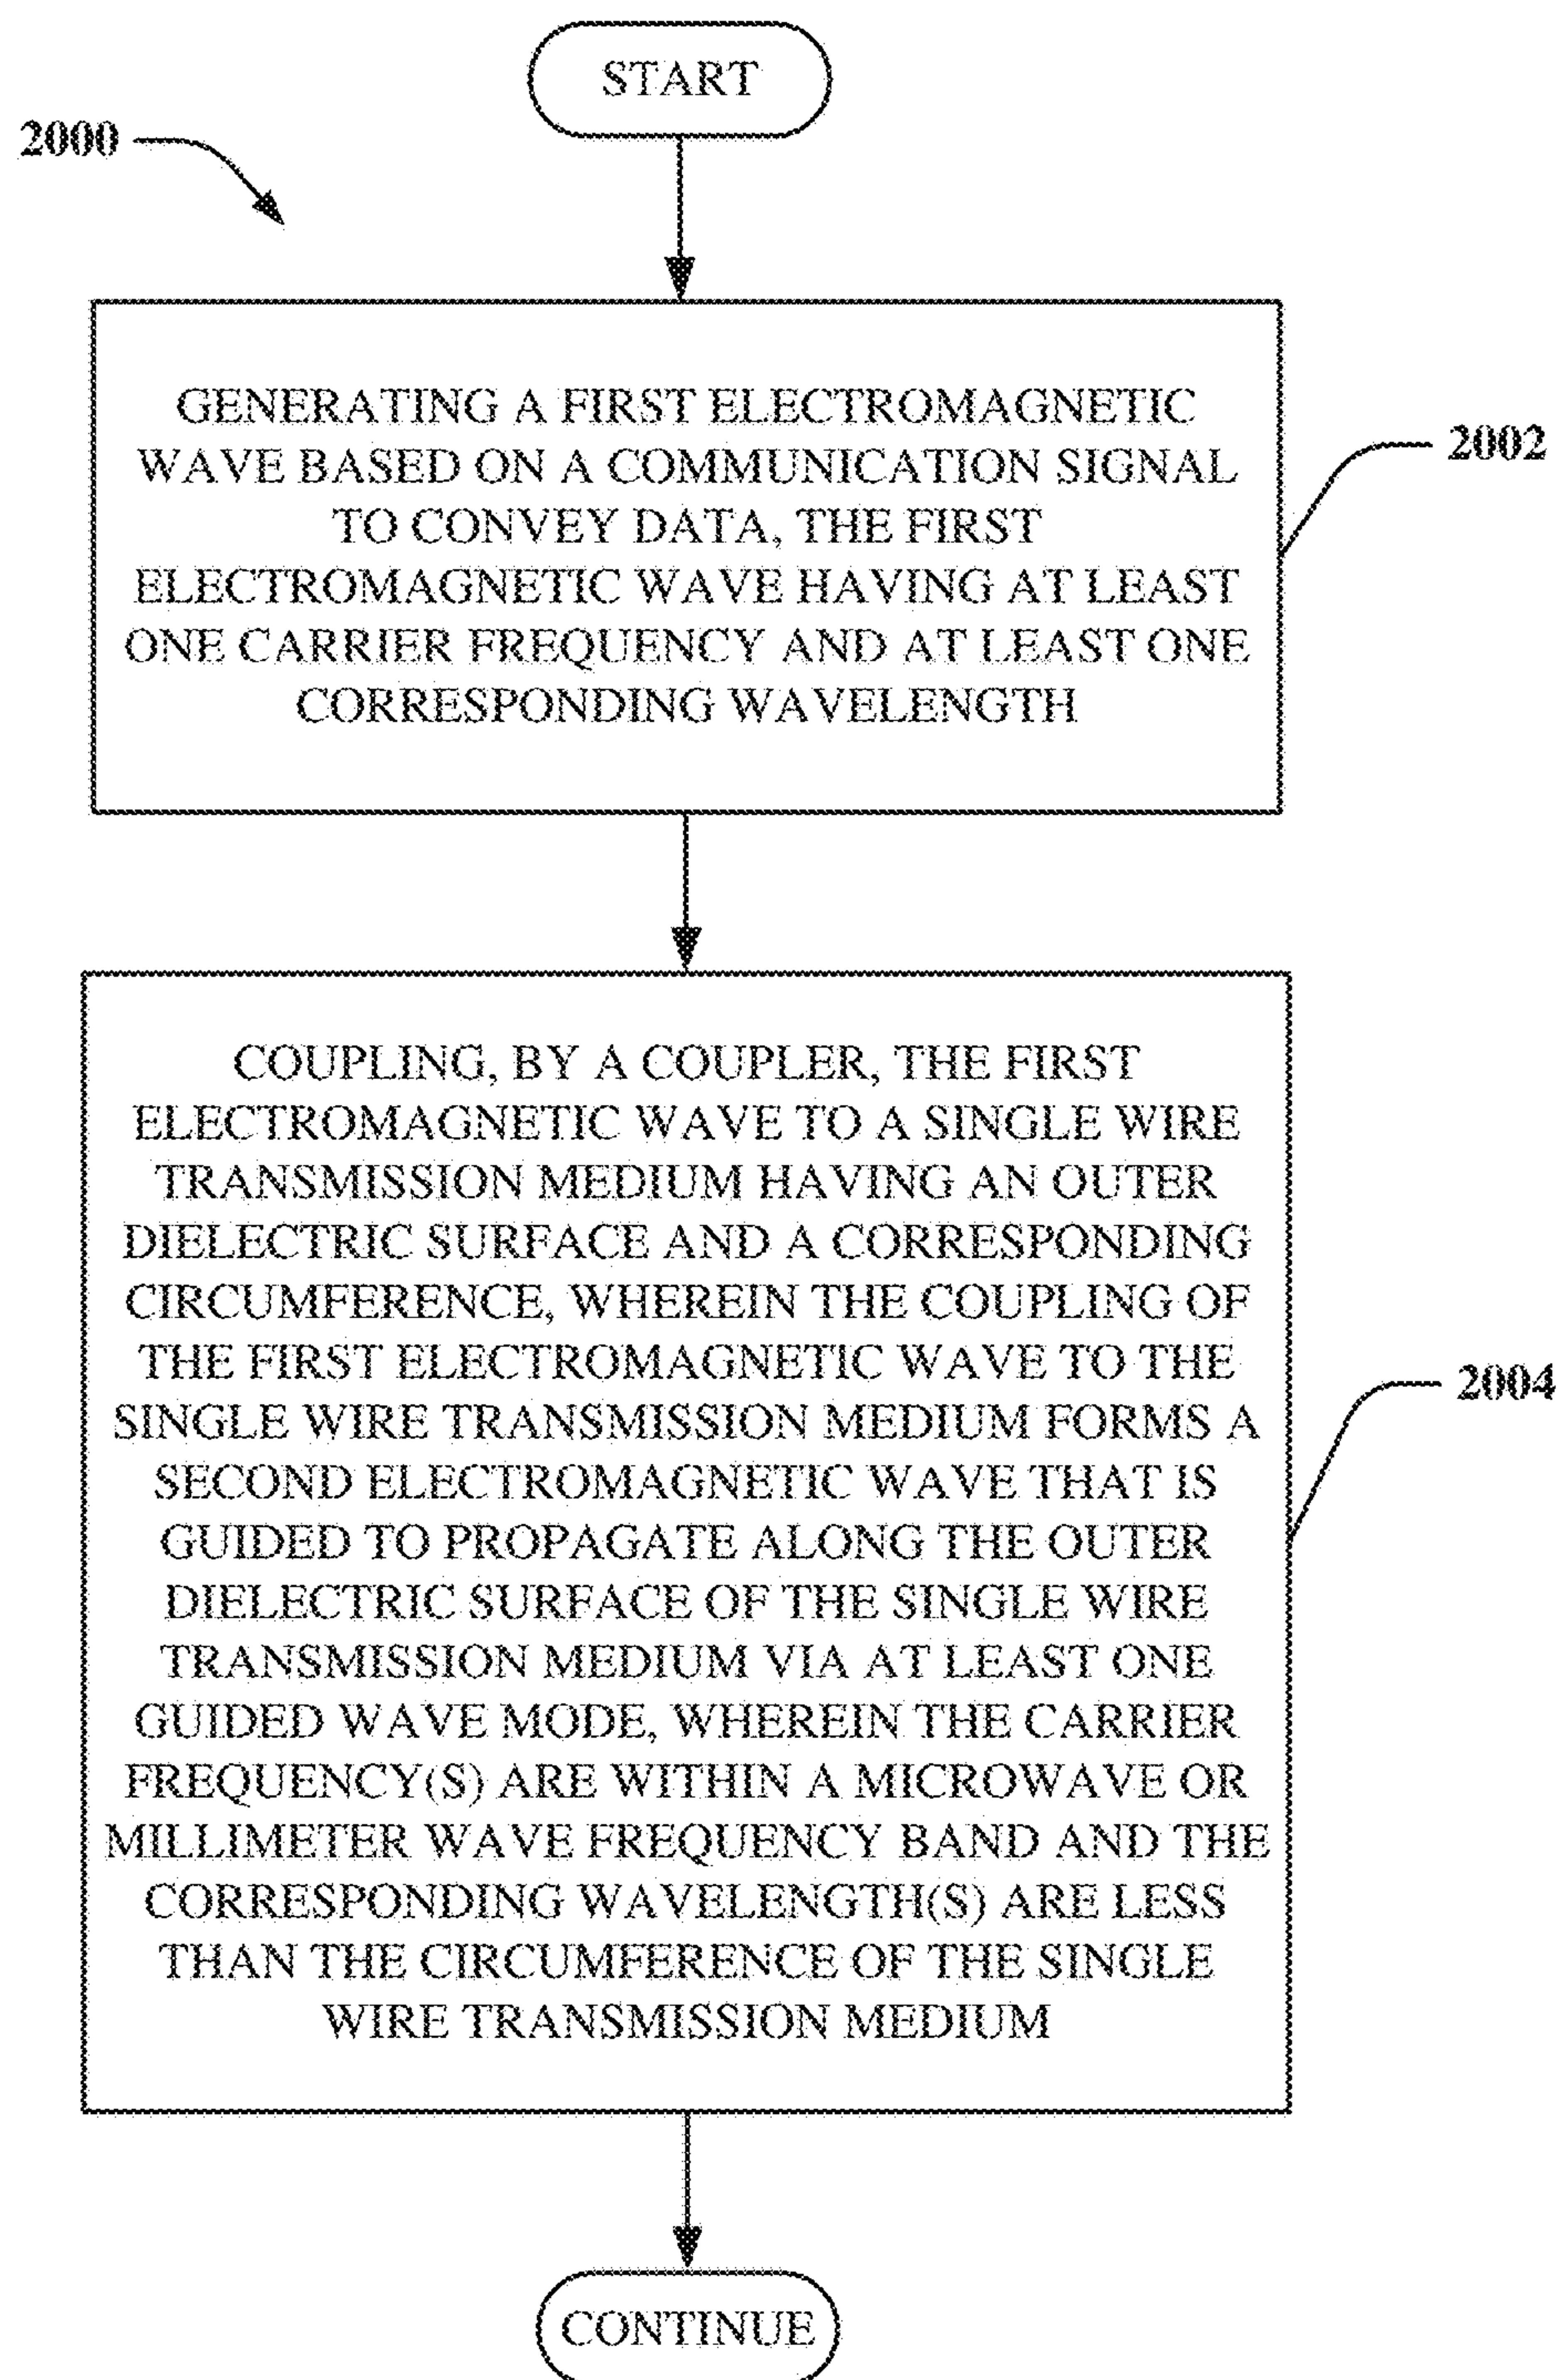 START
2000
GENERATING A FIRST ELECTROMAGNETIC
WAVE BASED ON A COMMUNICATION SIGNAL
TO CONVEY DATA, THE FIRST
ELECTROMAGNETIC WAVE HAVING AT LEAST
ONE CARRIER FREQUENCY AND AT LEAST ONE
CORRESPONDING WAVELENGTH
2002
COUPLING, BY A COUPLER, THE FIRST
ELECTROMAGNETIC WAVE TO A SINGLE WIRE
TRANSMISSION MEDIUM HAVING AN OUTER
DIELECTRIC SURFACE AND A CORRESPONDING
CIRCUMFERENCE, WHEREIN THE COUPLING OF
THE FIRST ELECTROMAGNETIC WAVE TO THE
SINGLE WIRE TRANSMISSION MEDIUM FORMS A
SECOND ELECTROMAGNETIC WAVE THAT IS
GUIDED TO PROPAGATE ALONG THE OUTER
DIELECTRIC SURFACE OF THE SINGLE WIRE
TRANSMISSION MEDIUM VIA AT LEAST ONE
GUIDED WAVE MODE, WHEREIN THE CARRIER
FREQUENCY(S) ARE WITHIN A MICROWAVE OR
MILLIMETER WAVE FREQUENCY BAND AND THE
CORRESPONDING WAVELENGTH(S) ARE LESS
THAN THE CIRCUMFERENCE OF THE SINGLE
WIRE TRANSMISSION MEDIUM
2004
CONTINUE